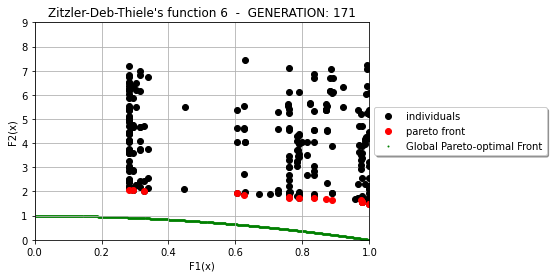 Zitzler-Deb-Thiele's function 6 - GENERATION: 171
9
8
7
6
5
4
3
2
1
0
F2(x)
0.0 0.2 0.4 0.6 0.8 1.0
F1(x)
individuals
pareto front
Global Pareto-optimal Front